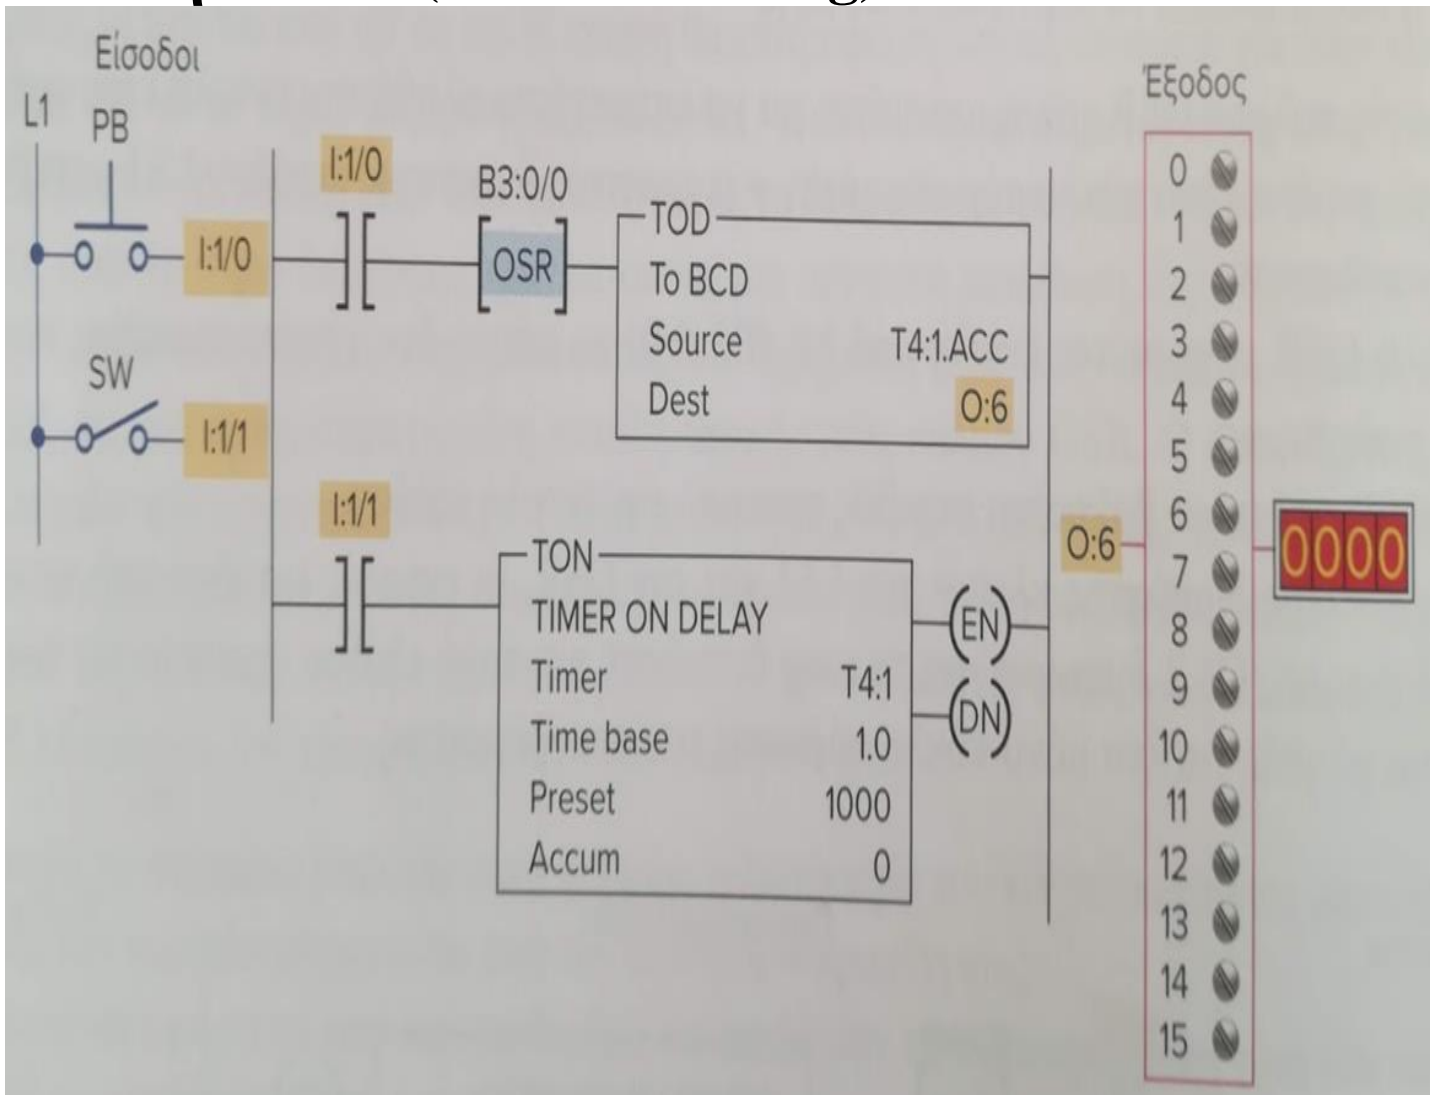 Είσοδοι
L1
PB
I:1/0
SW
I:1/1
I:1/0
B3:0/0
OSR
TOD
To BCD
Source T4:1.ACC
Dest O:6
I:1/1
TON
TIMER ON DELAY
Timer T4:1
Time base 1.0
Preset 1000
Accum 0
EN
DN
Έξοδος
0
1
2
3
4
5
6
7
8
9
10
11
12
13
14
15
O:6
0000